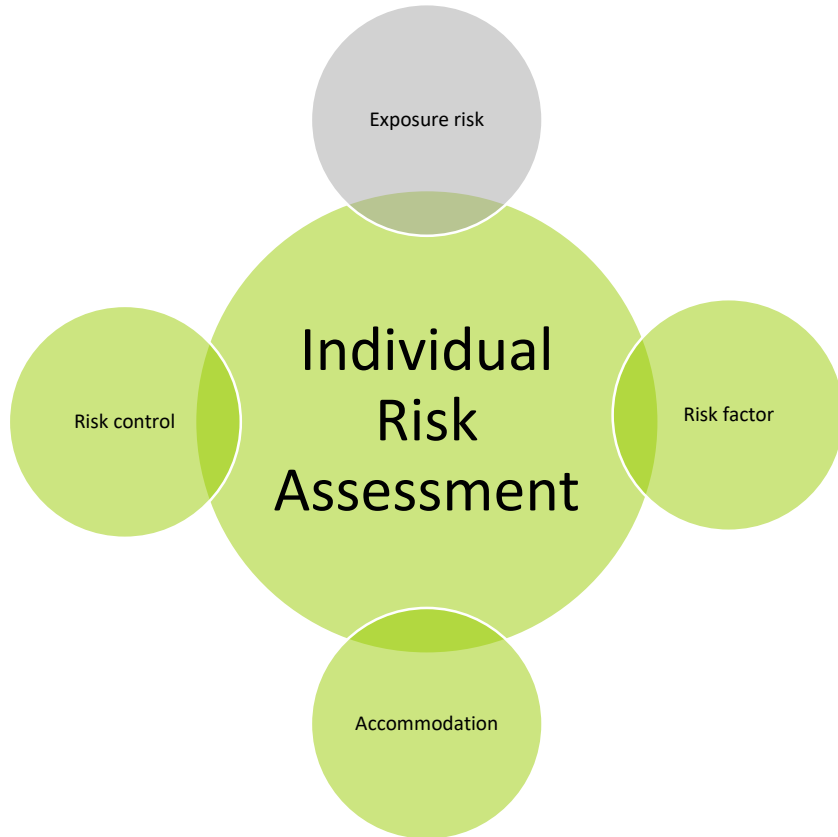 Exposure risk
Individual
Risk
Assessment
Risk control
Risk factor
Accommodation